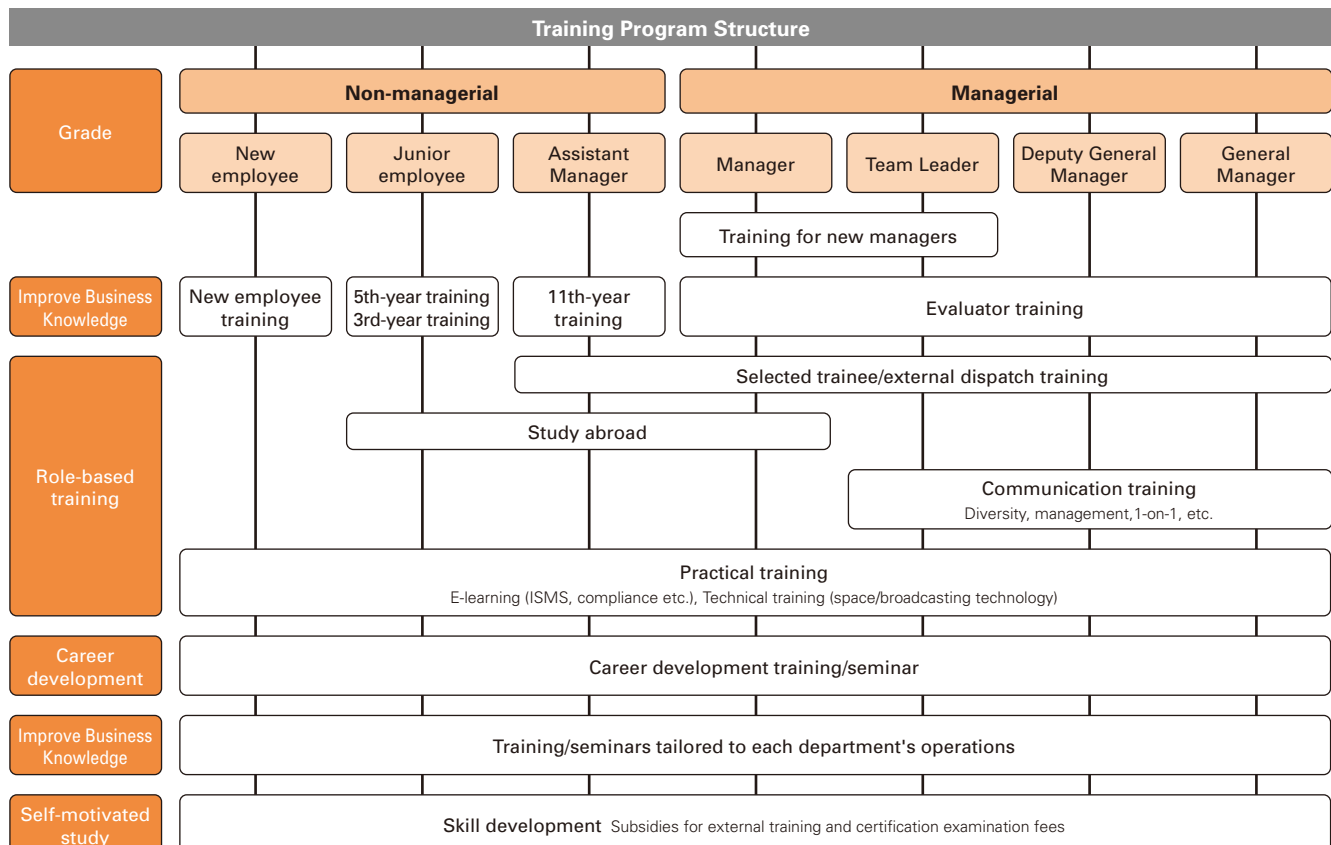 Training Program Structure
Grade
Non-managerial
Managerial
New
employee
Junior
employee
Assistant
Manager
Manager
Team Leader
Deputy General
Manager
General
Manager
Training for new managers
Improve Business
Knowledge
New employee
training
5th-year training
3rd-year training
11th-year
training
Evaluator training
Role-based
training
Selected trainee/external dispatch training
Study abroad
Communication training
Diversity, management,1-on-1, etc.
Practical training
E-learning (ISMS, compliance etc.), Technical training (space/broadcasting technology)
Career
development
Career development training/seminar
Improve Business
Knowledge
Training/seminars tailored to each department's operations
Self-motivated
study
Skill development Subsidies for external training and certification examination fees